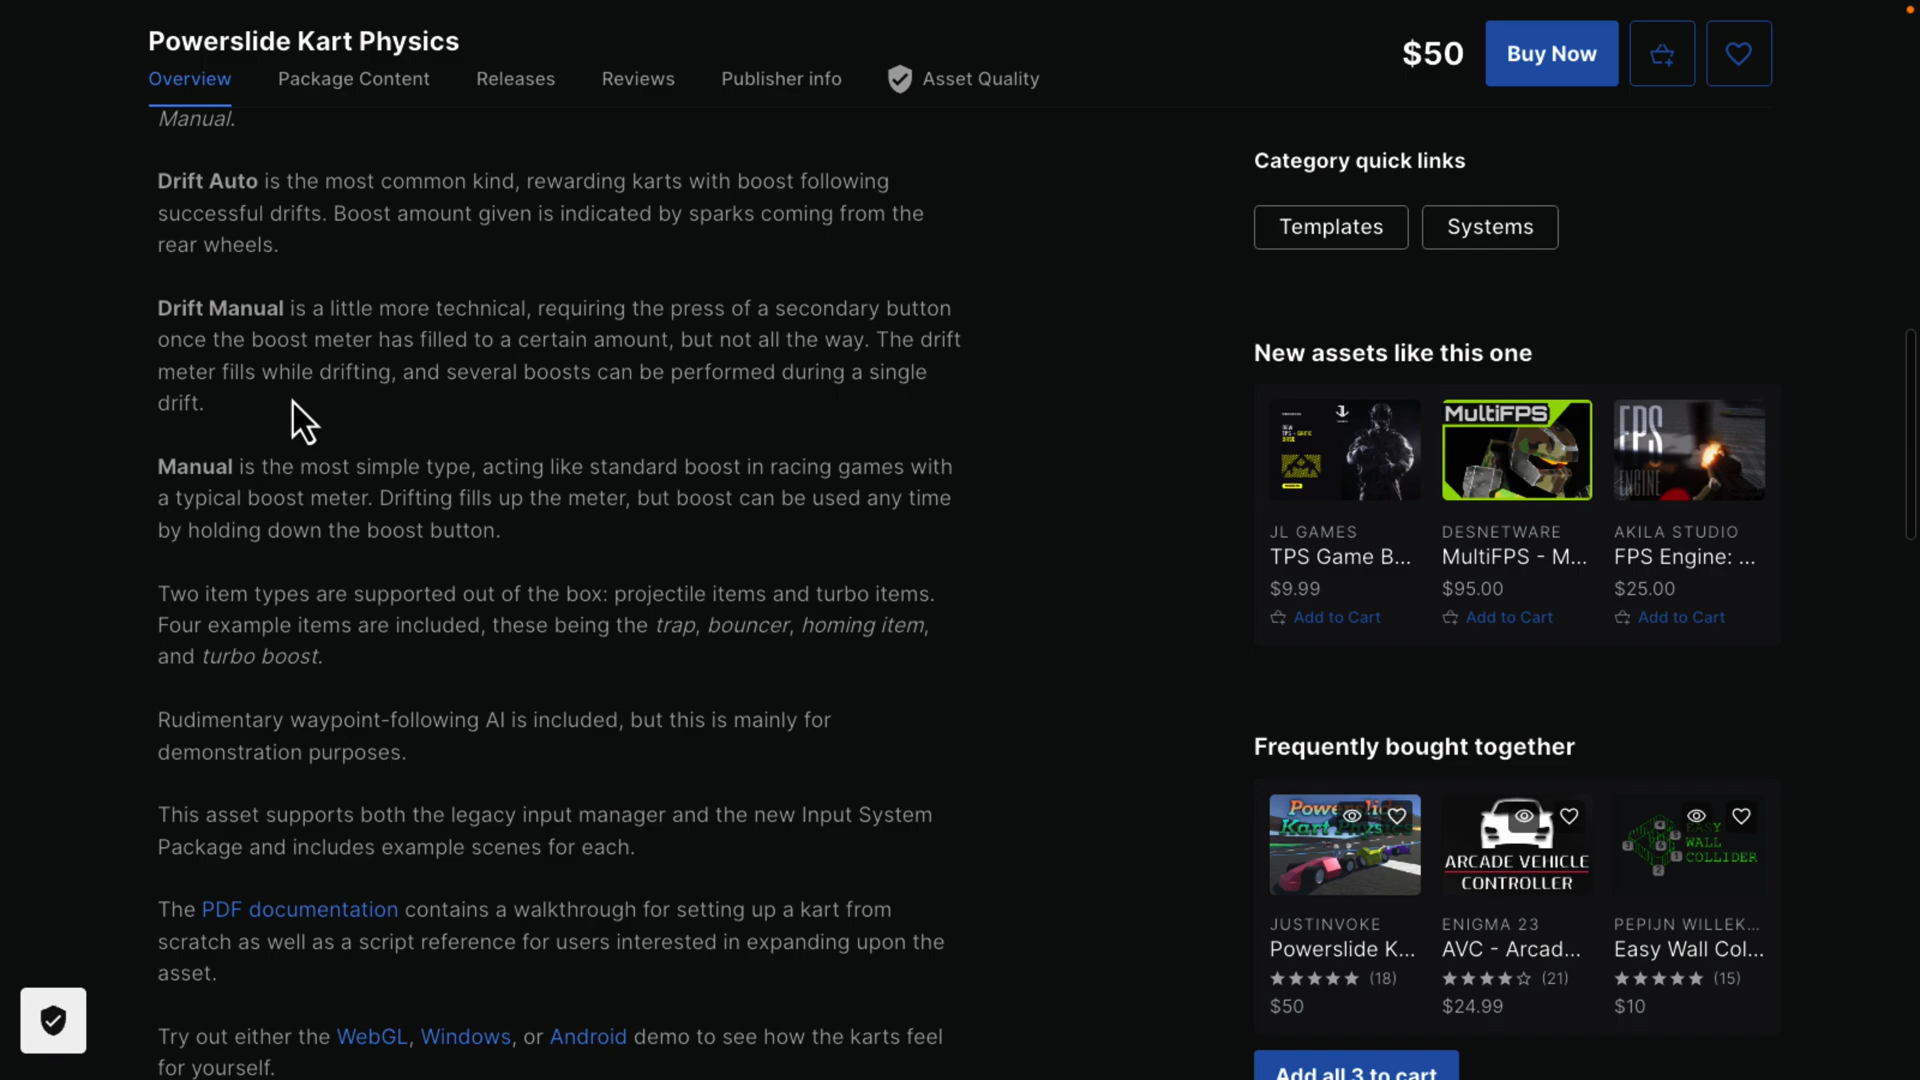 Powerslide Kart Physics
$50
Buy Now
Overview
Package Content
Releases
Reviews
Publisher info
Asset Quality
Manual.
Drift Auto is the most common kind, rewarding karts with boost following
successful drifts. Boost amount given is indicated by sparks coming from the
rear wheels.
Drift Manual is a little more technical, requiring the press of a secondary button
once the boost meter has filled to a certain amount, but not all the way. The drift
meter fills while drifting, and several boosts can be performed during a single
drift.
Manual is the most simple type, acting like standard boost in racing games with
a typical boost meter. Drifting fills up the meter, but boost can be used any time
by holding down the boost button.
Two item types are supported out of the box: projectile items and turbo items.
Four example items are included, these being the trap, bouncer, homing item,
and turbo boost.
Rudimentary waypoint-following AI is included, but this is mainly for
demonstration purposes.
This asset supports both the legacy input manager and the new Input System
Package and includes example scenes for each.
The PDF documentation contains a walkthrough for setting up a kart from
scratch as well as a script reference for users interested in expanding upon the
asset.
Try out either the WebGL, Windows, or Android demo to see how the karts feel
for yourself.
Category quick links
Templates
Systems
New assets like this one
MultiFPS
FPS
ENGINE
JL GAMES
TPS Game B...
$9.99
Add to Cart
DESNETWARE
MultiFPS - M...
$95.00
Add to Cart
AKILA STUDIO
FPS Engine: ...
$25.00
Add to Cart
Frequently bought together
Powerslid
Kart Phys
ARCADE VEHICLE
CONTROLLER
EASY
WALL
COLLIDER
JUSTINVOKE
Powerslide K...
(18)
$50
ENIGMA 23
AVC - Arcad...
(21)
$24.99
PEPIJN WILLEK...
Easy Wall Col...
(15)
$10
Add all 3 to cart